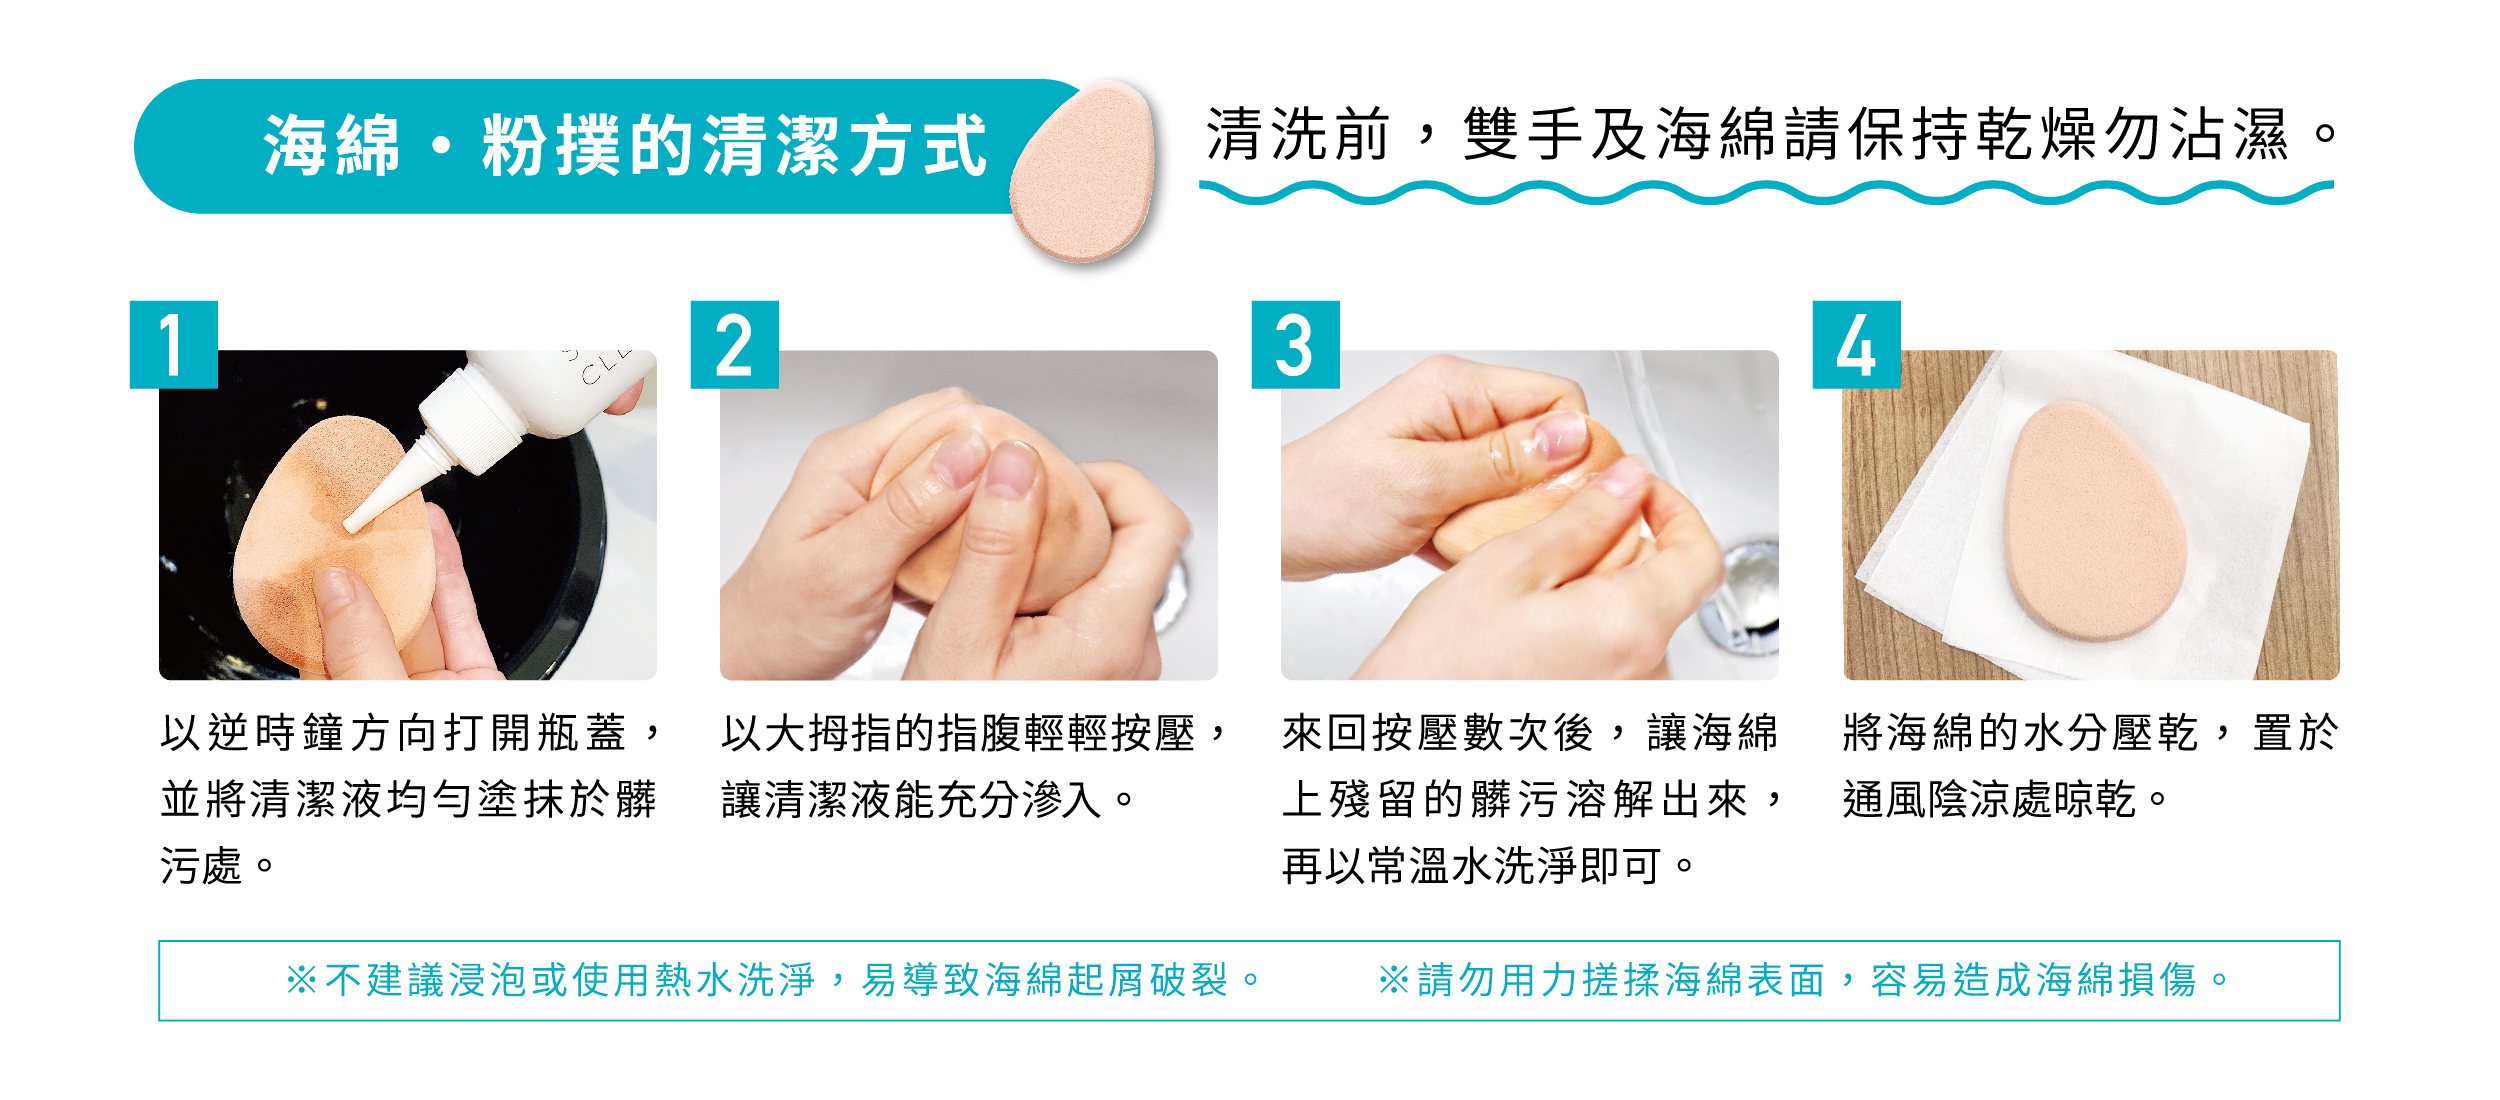 海綿・粉撲的清潔方式
清洗前，雙手及海綿請保持乾燥勿沾濕。
1
以逆時鐘方向打開瓶蓋，
並將清潔液均勻塗抹於髒
污處。
2
以大拇指的指腹輕輕按壓，
讓清潔液能充分滲入。
3
來回按壓數次後，讓海綿
上殘留的髒污溶解出來，
再以常溫水洗淨即可。
4
將海綿的水分壓乾，置於
通風陰涼處晾乾。
※不建議浸泡或使用熱水洗淨，易導致海綿起屑破裂。
※請勿用力搓揉海綿表面，容易造成海綿損傷。